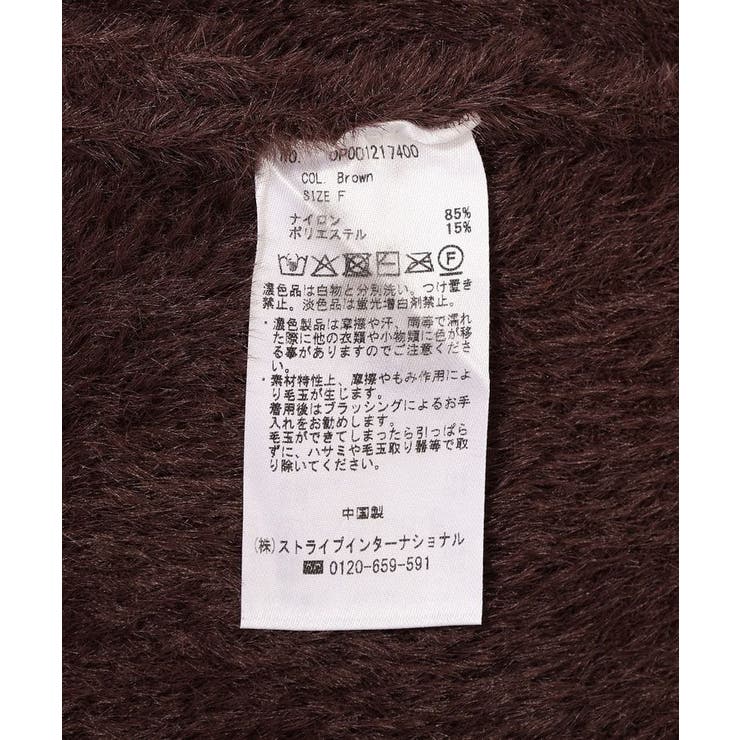 NO. DP001217400
COL. Brown
SIZE F
ナイロン 85%
ポリエステル 15%
F
濃色品は白物と分別洗い。つけ置き
禁止。淡色品は蛍光増白剤禁止。
・濃色製品は摩擦や汗、雨等で濡れ
た際に他の衣類や小物類に色が移
る事がありますのでご注意くださ
い。
・素材特性上、摩擦やもみ作用によ
り毛玉が生じます。
着用後はブラッシングによるお手
入れをお勧めします。
毛玉ができてしまったら引っぱら
ずに、ハサミや毛玉取り器等で取
り除いてください。
中国製
(株)ストライプインターナショナル
0120-659-591